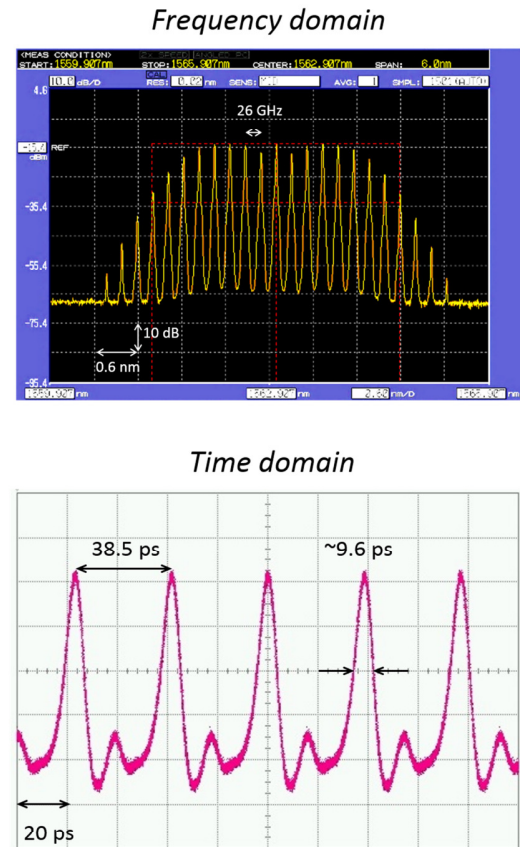 Frequency domain
<MEAS CONDITION>
START:1559.907nm STOP:1565.907nm CENTER:1562.907nm SPAN: 6.0nm
10.0 dB/D RES: nm SENS: AVG: 1 SMPL:
4.6
26 GHz
REF
dBm
-35.4
-55.4
-75.4
10 dB
0.6 nm
-95.4
nm nm nm/D nm
Time domain
38.5 ps ~9.6 ps
20 ps